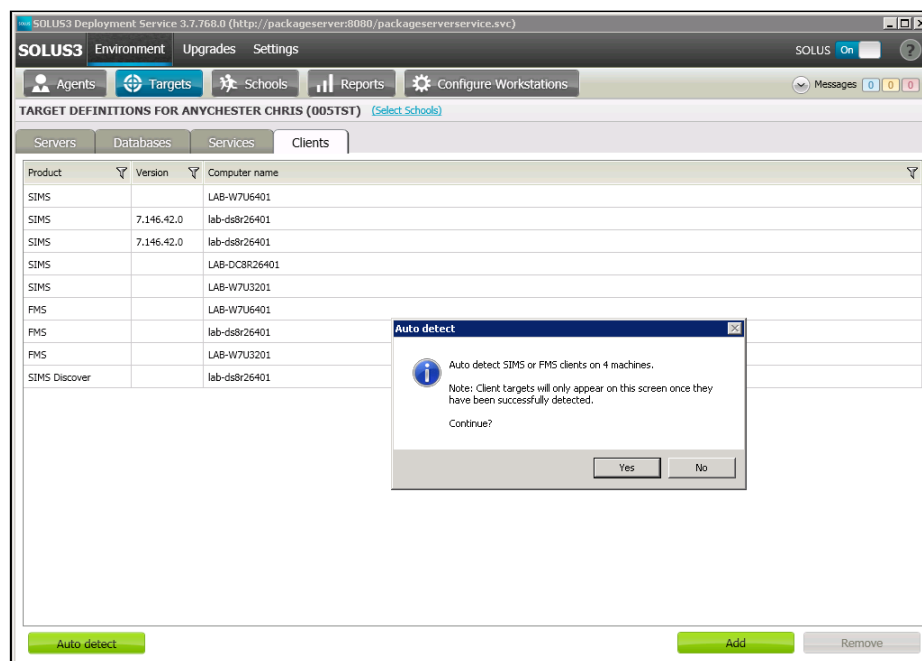 SOLUS3 Deployment Service 3.7.768.0 (http://packageserver:8080/packageserverservice.svc)
SOLUS3 Environment Upgrades Settings SOLUS On ?
Agents Targets Schools Reports Configure Workstations Messages 0 0 0
TARGET DEFINITIONS FOR ANYCHESTER CHRIS (005TST) (Select Schools)
Servers Databases Services Clients
Product Version Computer name
SIMS LAB-W7U6401
SIMS 7.146.42.0 lab-ds8r26401
SIMS 7.146.42.0 lab-ds8r26401
SIMS LAB-DC8R26401
SIMS LAB-W7U3201
FMS LAB-W7U6401
FMS lab-ds8r26401
FMS LAB-W7U3201
SIMS Discover lab-ds8r26401
Auto detect
Auto detect SIMS or FMS clients on 4 machines.
Note: Client targets will only appear on this screen once they
have been successfully detected.
Continue?
Yes No
Auto detect Add Remove